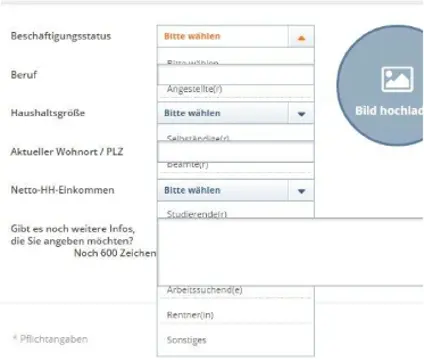 Beschäftigungsstatus
Bitte wählen
Bitte wählen
Beruf
Angestellte(r)
Haushaltsgröße
Bitte wählen
Bild hochlad
Selbständige(r)
Aktueller Wohnort / PLZ
Beamte(r)
Netto-HH-Einkommen
Bitte wählen
Studierende(r)
Gibt es noch weitere Infos,
die Sie angeben möchten?
Noch 600 Zeichen
Arbeitssuchend(e)
Rentner(in)
* Pflichtangaben
Sonstiges